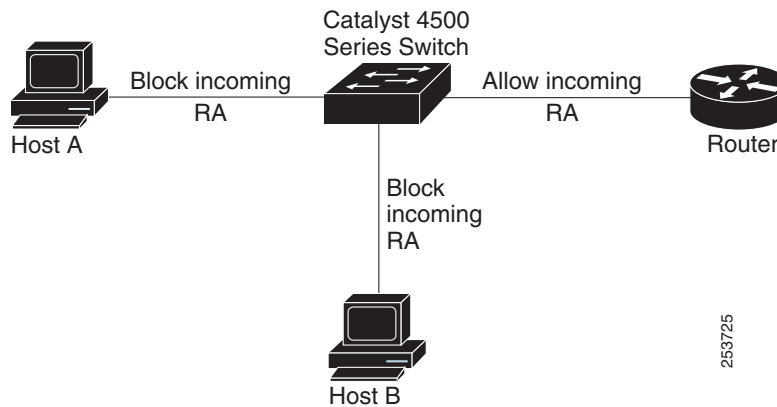 Catalyst 4500
Series Switch
Block incoming
RA
Allow incoming
RA
Host A
Router
Block
incoming
RA
Host B
253725